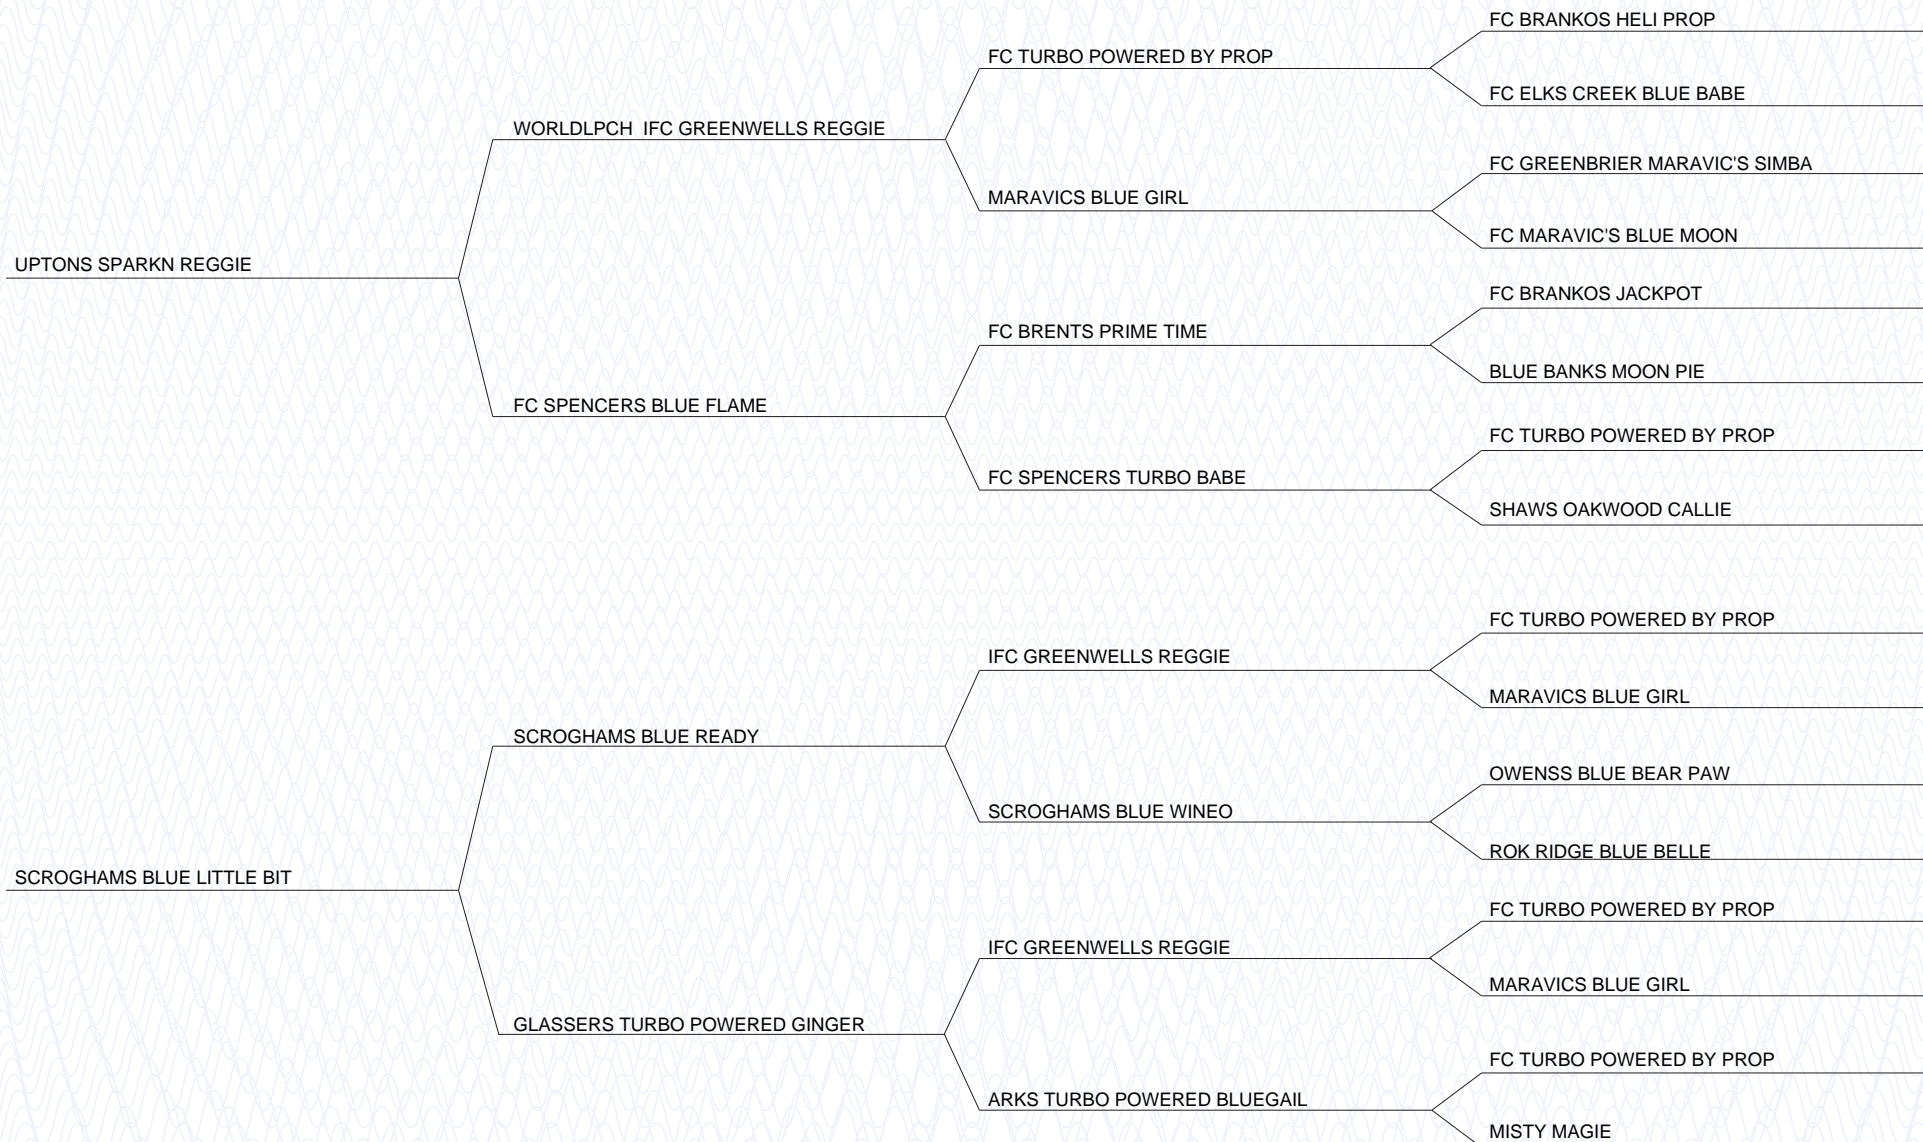 FC BRANKOS HELI PROP
FC TURBO POWERED BY PROP
FC ELKS CREEK BLUE BABE
WORLDLPCH  IFC GREENWELLS REGGIE
FC GREENBRIER MARAVIC'S SIMBA
MARAVICS BLUE GIRL
FC MARAVIC'S BLUE MOON
UPTONS SPARKN REGGIE
FC BRANKOS JACKPOT
FC BRENTS PRIME TIME
BLUE BANKS MOON PIE
FC SPENCERS BLUE FLAME
FC TURBO POWERED BY PROP
FC SPENCERS TURBO BABE
SHAWS OAKWOOD CALLIE
FC TURBO POWERED BY PROP
IFC GREENWELLS REGGIE
MARAVICS BLUE GIRL
SCROGHAMS BLUE READY
OWENSS BLUE BEAR PAW
SCROGHAMS BLUE WINEO
ROK RIDGE BLUE BELLE
SCROGHAMS BLUE LITTLE BIT
FC TURBO POWERED BY PROP
IFC GREENWELLS REGGIE
MARAVICS BLUE GIRL
GLASSERS TURBO POWERED GINGER
FC TURBO POWERED BY PROP
ARKS TURBO POWERED BLUEGAIL
MISTY MAGIE